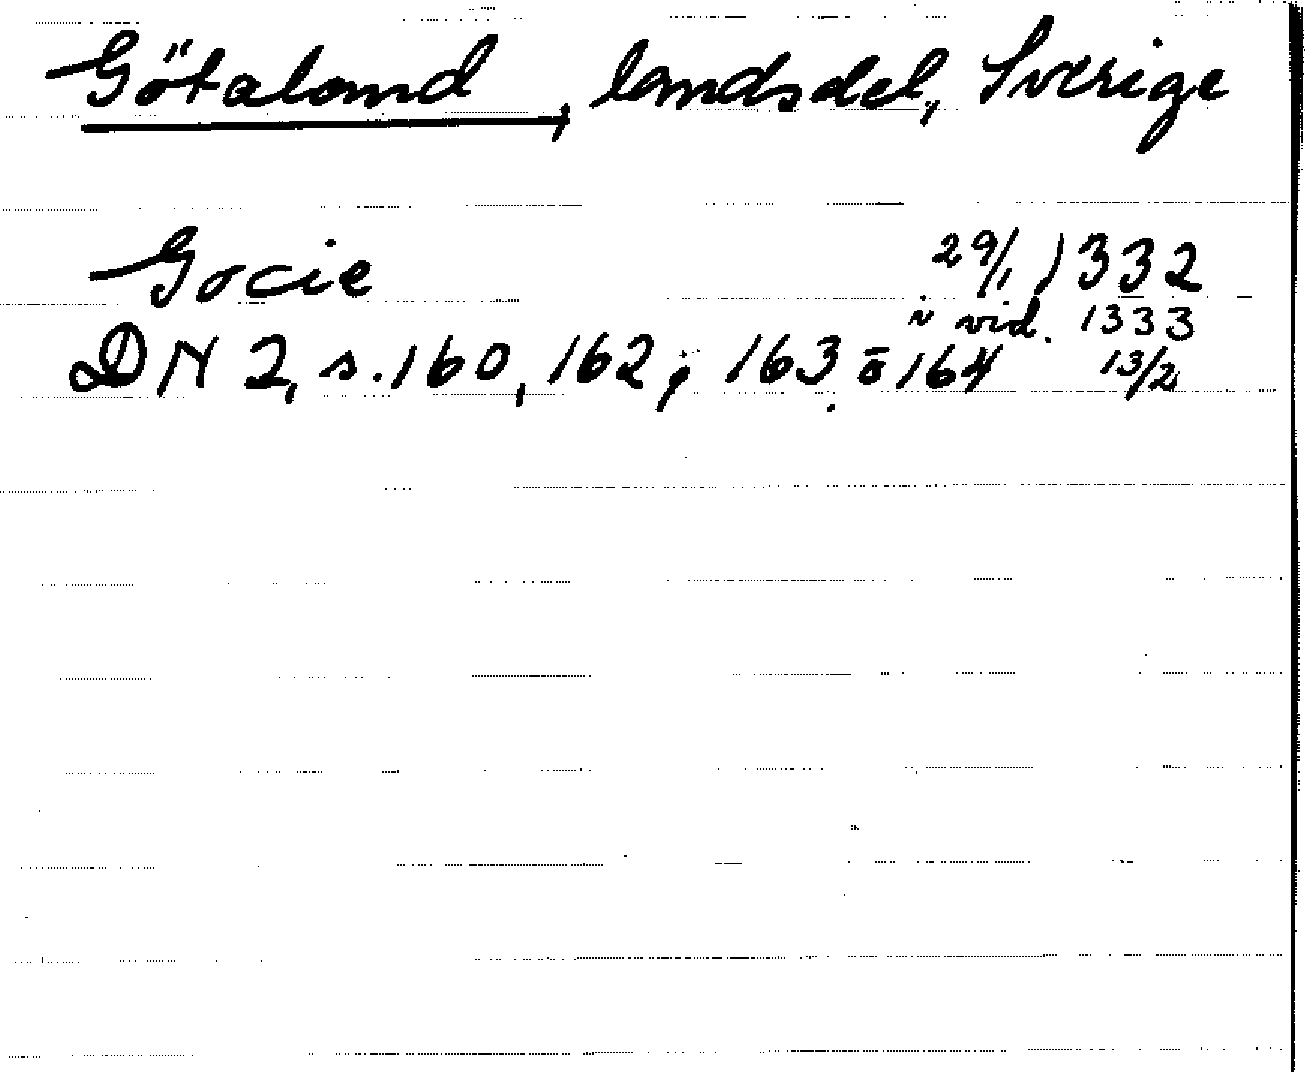 Götaland, landsdel, Sverige
Gocie 29/1 1332
i vid. 1333
DN 2, s. 160, 162; 163 o 164 13/2